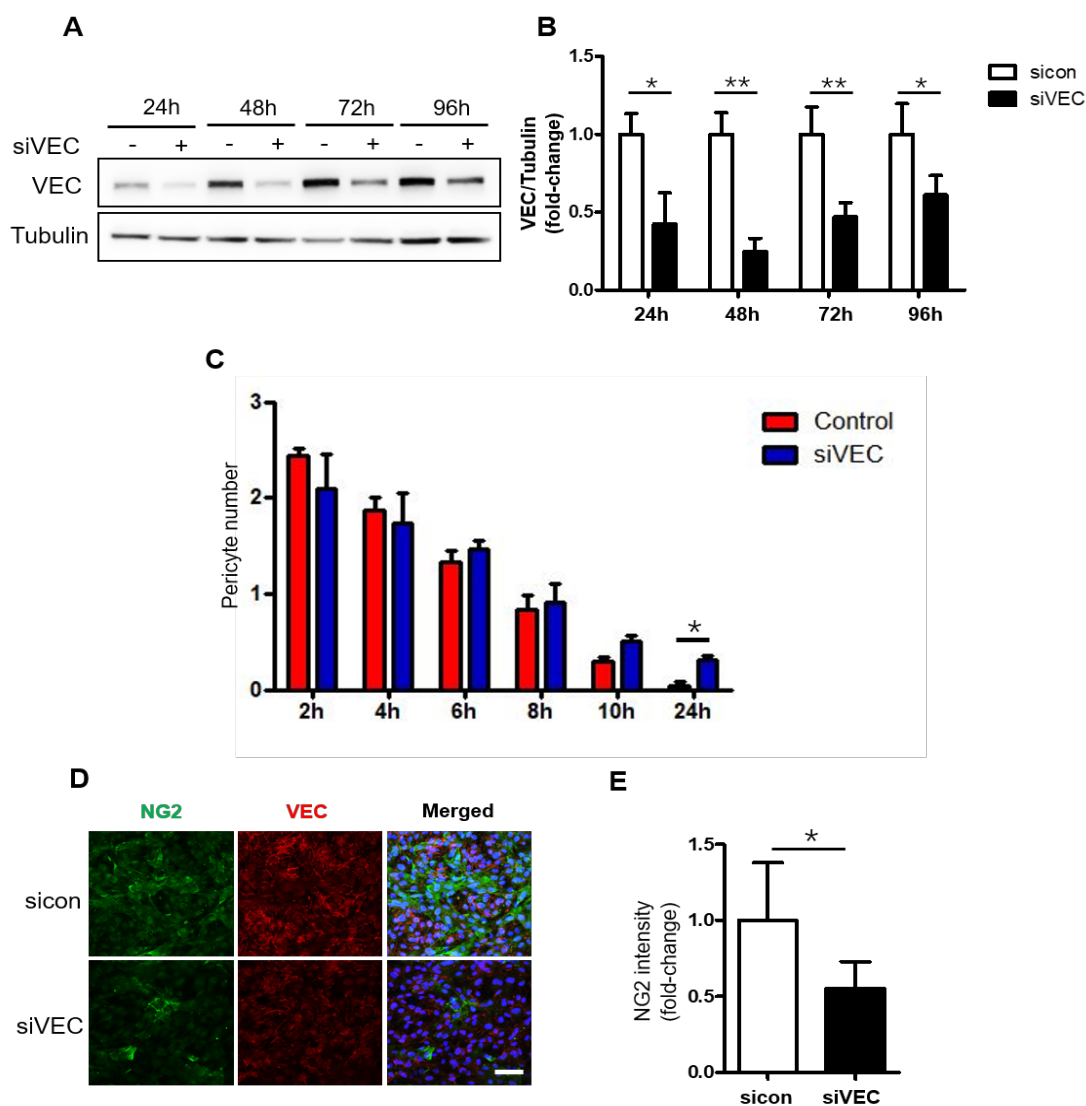 A
24h 48h 72h 96h
siVEC - + - + - + - +
VEC
Tubulin
B
1.5
1.0
0.5
0.0
VEC/Tubulin
(fold-change)
* ** ** *
24h 48h 72h 96h
sicon
siVEC
C
3
2
1
0
Pericyte number
*
2h 4h 6h 8h 10h 24h
Control
siVEC
D
NG2 VEC Merged
sicon
siVEC
E
1.5
1.0
0.5
0.0
NG2 intensity
(fold-change)
*
sicon siVEC